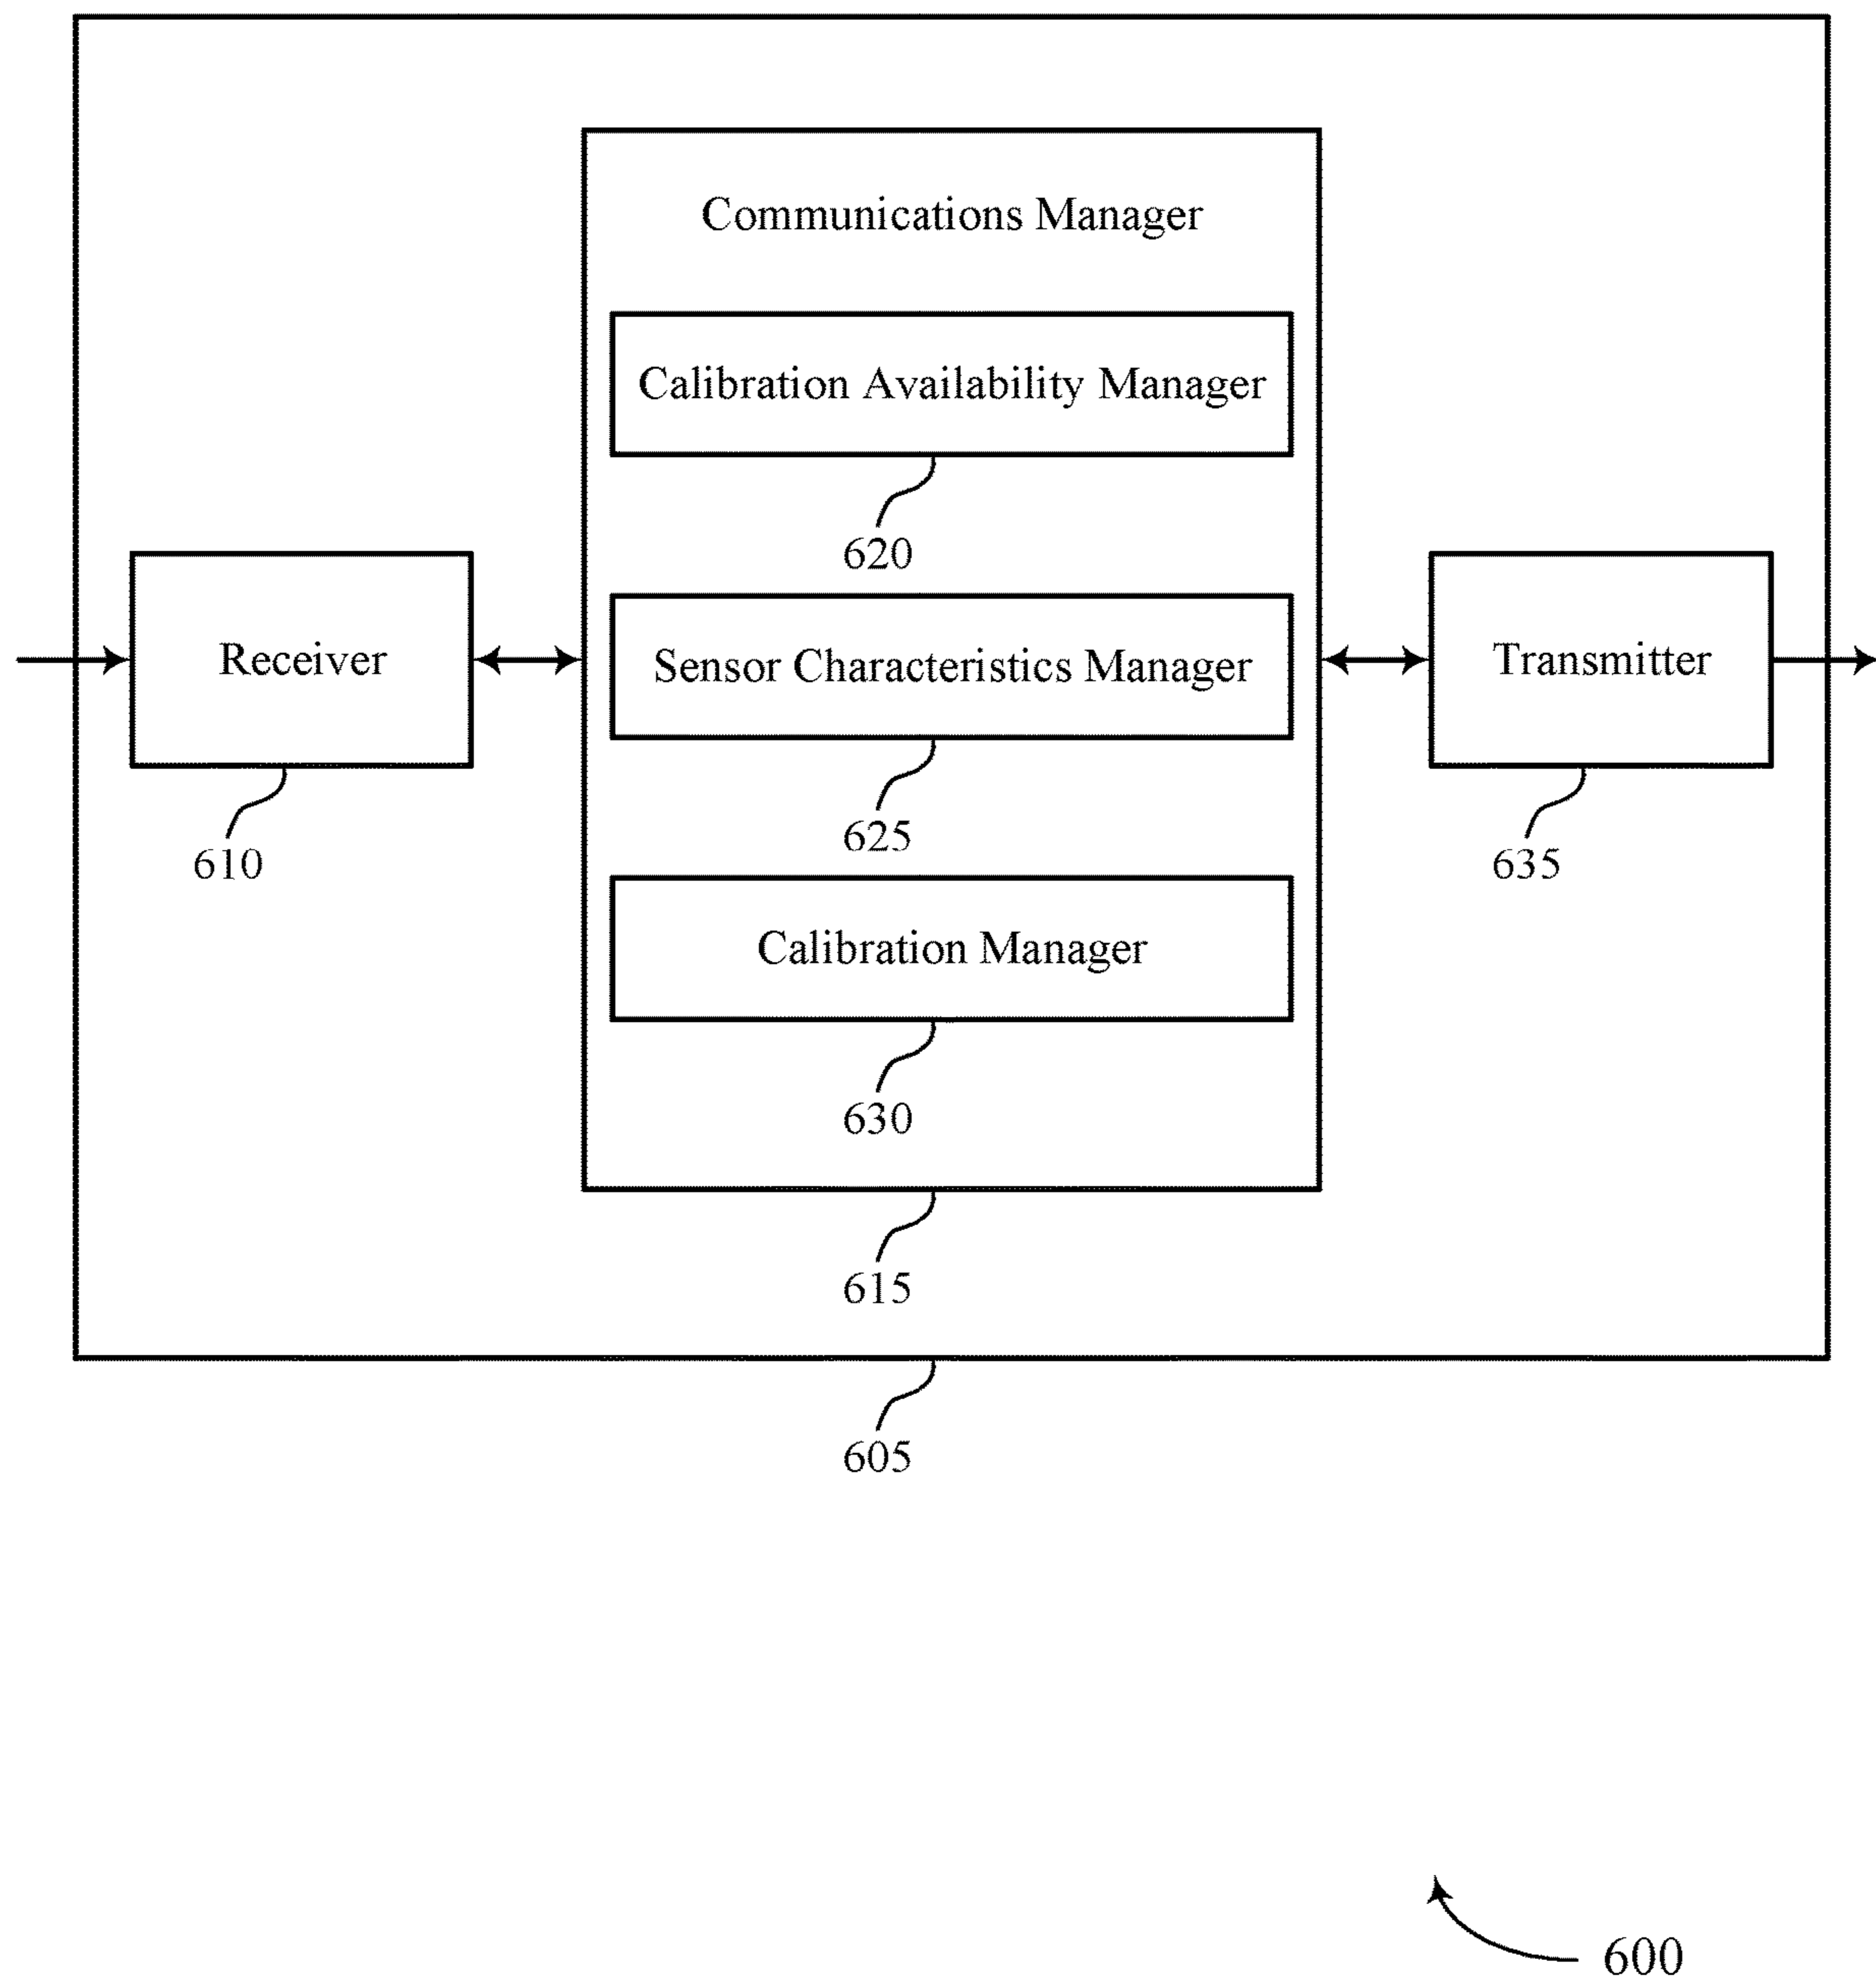 Communications Manager
Calibration Availability Manager
620
Receiver
Sensor Characteristics Manager
Transmitter
610
625
635
Calibration Manager
630
615
605
600